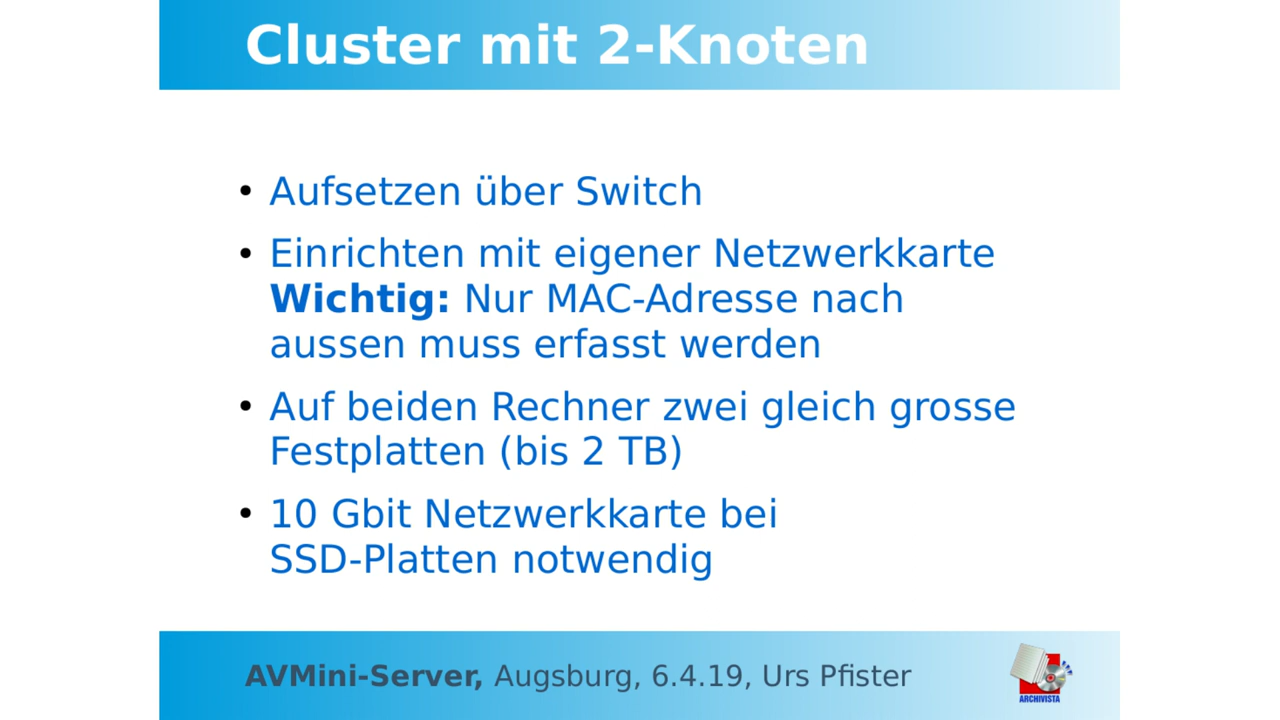 Cluster mit 2-Knoten
• Aufsetzen über Switch
• Einrichten mit eigener Netzwerkkarte
Wichtig: Nur MAC-Adresse nach
aussen muss erfasst werden
• Auf beiden Rechner zwei gleich grosse
Festplatten (bis 2 TB)
• 10 Gbit Netzwerkkarte bei
SSD-Platten notwendig
AVMini-Server, Augsburg, 6.4.19, Urs Pfister
ARCHIVISTA